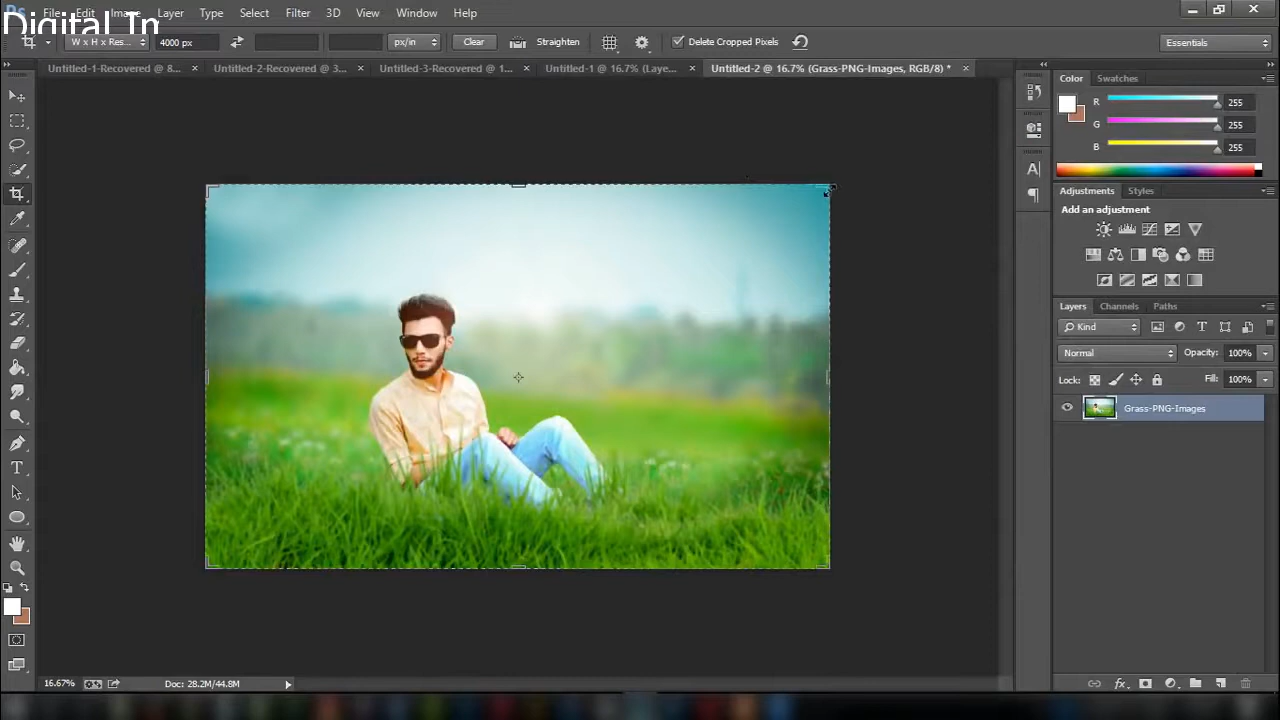 Ps File Edit Image Layer Type Select Filter 3D View Window Help
Digital Im
W x H x Res... 4000 px px/in Clear Straighten Delete Cropped Pixels Essentials
Untitled-1-Recovered @ 8... × Untitled-2-Recovered @ 3... × Untitled-3-Recovered @ 1... × Untitled-1 @ 16.7% (Laye... × Untitled-2 @ 16.7% (Grass-PNG-Images, RGB/8) * ×
Color Swatches
R 255
G 255
B 255
Adjustments Styles
Add an adjustment
Layers Channels Paths
Kind
Normal Opacity: 100%
Lock: Fill: 100%
Grass-PNG-Images
16.67% Doc: 28.2M/44.8M